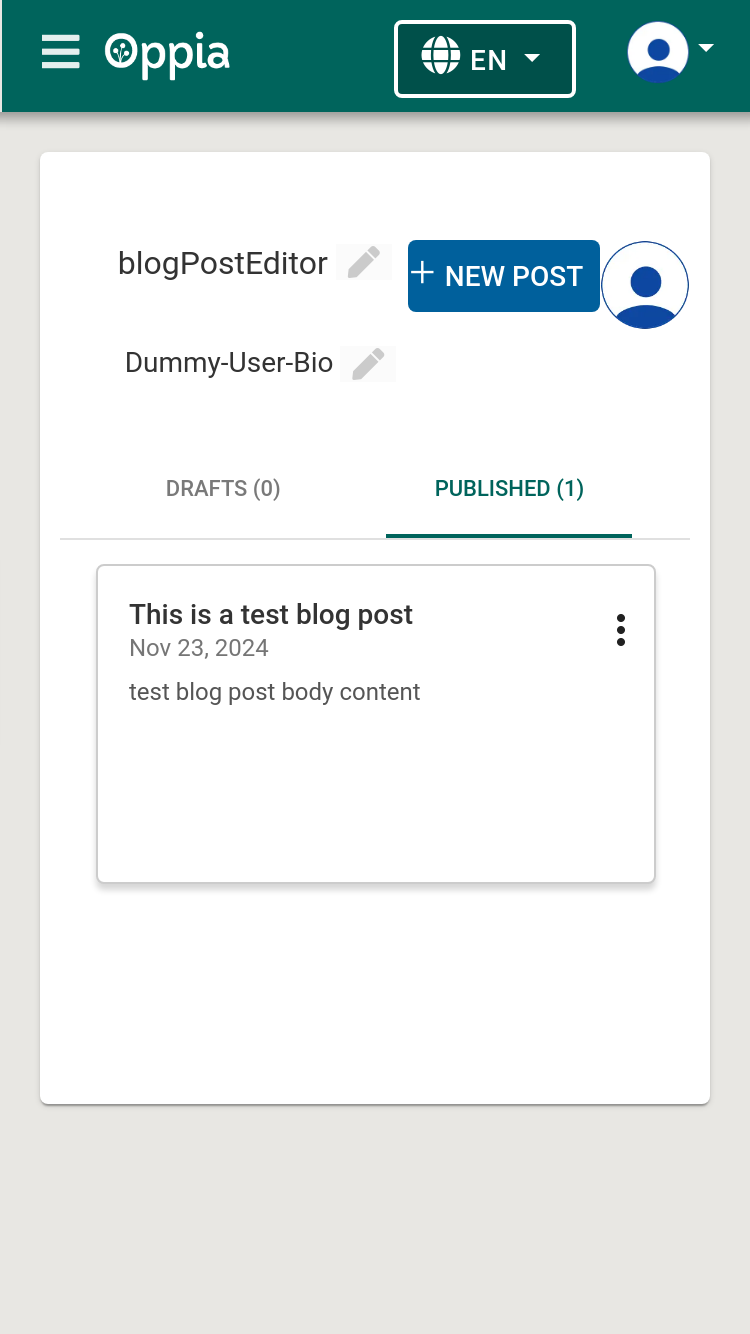 Oppia
EN
blogPostEditor
+ NEW POST
Dummy-User-Bio
DRAFTS (0)
PUBLISHED (1)
This is a test blog post
Nov 23, 2024
test blog post body content